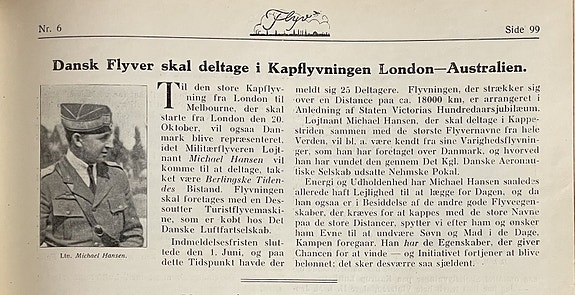 Nr. 6
Flyv
Side 99
Dansk Flyver skal deltage i Kapflyvningen London—Australien.
Til den store Kapflyv-
ning fra London til
Melbourne, der skal
starte fra London den 20.
Oktober, vil ogsaa Dan-
mark blive repræsenteret,
idet Militærflyveren Løjt-
nant Michael Hansen vil
komme til at deltage, tak-
ket være Berlingske Tiden-
des Bistand. Flyvningen
skal foretages med en Des-
soutter Turistflyvemaski-
ne, som er købt hos Det
Danske Luftfartselskab.
Indmeldelsesfristen slut-
tede den 1. Juni, og paa
dette Tidspunkt havde der
Ltn. Michael Hansen.
meldt sig 25 Deltagere. Flyvningen, der strækker sig
over en Distance paa ca. 18000 km, er arrangeret i
Anledning af Staten Victorias Hundredaarsjubilæum.
Løjtnant Michael Hansen, der skal deltage i Kappe-
striden sammen med de største Flyvernavne fra hele
Verden, vil bl. a. være kendt fra sine Varighedsflyvnin-
ger, som han har foretaget over Danmark, og hvorved
han har vundet den gennem Det Kgl. Danske Aeronau-
tiske Selskab udsatte Nehmske Pokal.
Energi og Udholdenhed har Michael Hansen saaledes
allerede haft Lejlighed til at lægge for Dagen, og da
han ogsaa er i Besiddelse af de andre gode Flyveegen-
skaber, der kræves for at kappes med de store Navne
paa de store Distancer, spytter vi efter ham og ønsker
ham Evne til at undvære Søvn og Mad i de Dage,
Kampen foregaar. Han har de Egenskaber, der giver
Chancen for at vinde — og Initiativet fortjener at blive
belønnet; det sker desværre saa sjældent.